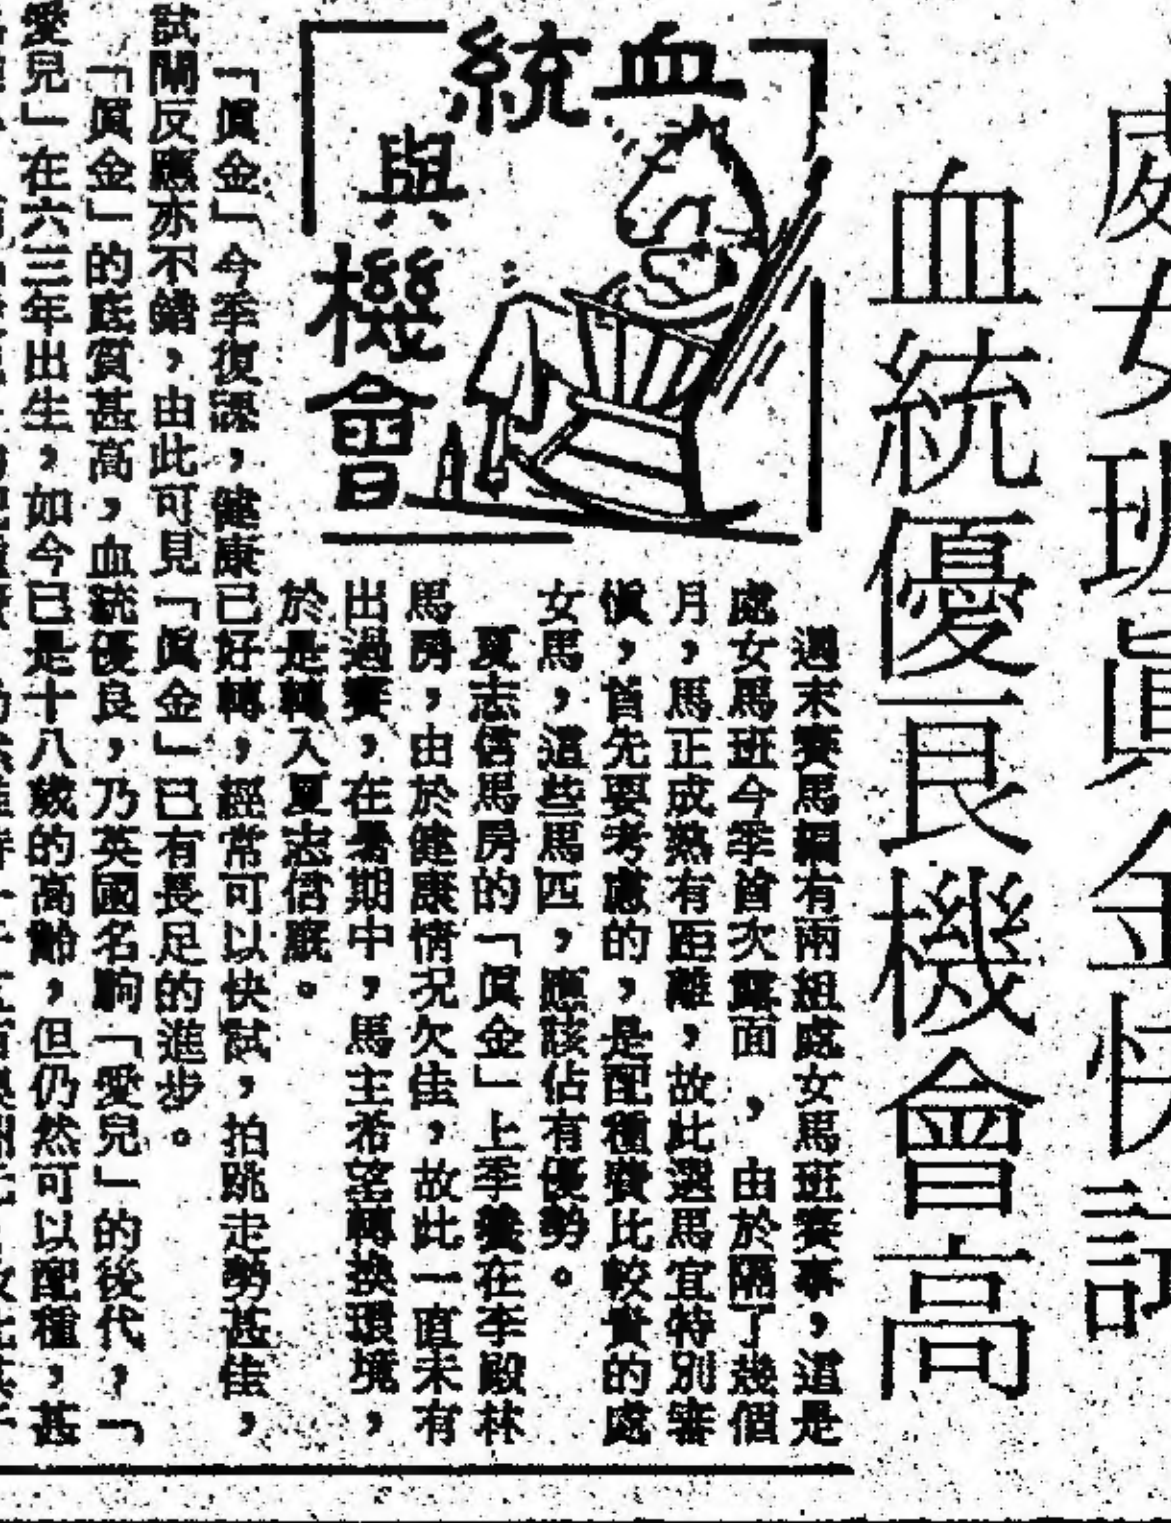 處女班眞金快試
血統優良機會高
血統
與
機
會
週末賽馬輯有兩組處女馬班賽事，這是
處女馬班今季首次露面，由於隔了幾個
月，馬正成熟有距離，故此選馬宜特別審
慎，首先要考慮的，是配種費比較貴的處
女馬，這些馬匹，應該佔有優勢。
夏志信馬房的「眞金」上季養在李殿林
馬房，由於健康情況欠佳，故此一直未有
出過賽，在暑期中，馬主希望轉換環境，
於是轉入夏志信廐。
「眞金」今季復課，健康已好轉，經常可以快試，拍跳走勢甚佳，
試閘反應亦不錯，由此可見「眞金」已有長足的進步。
「眞金」的底質甚高，血統優良，乃英國名駒「愛兒」的後代，「
愛兒」在六三年出生，如今已是十八歲的高齡，但仍然可以配種，甚